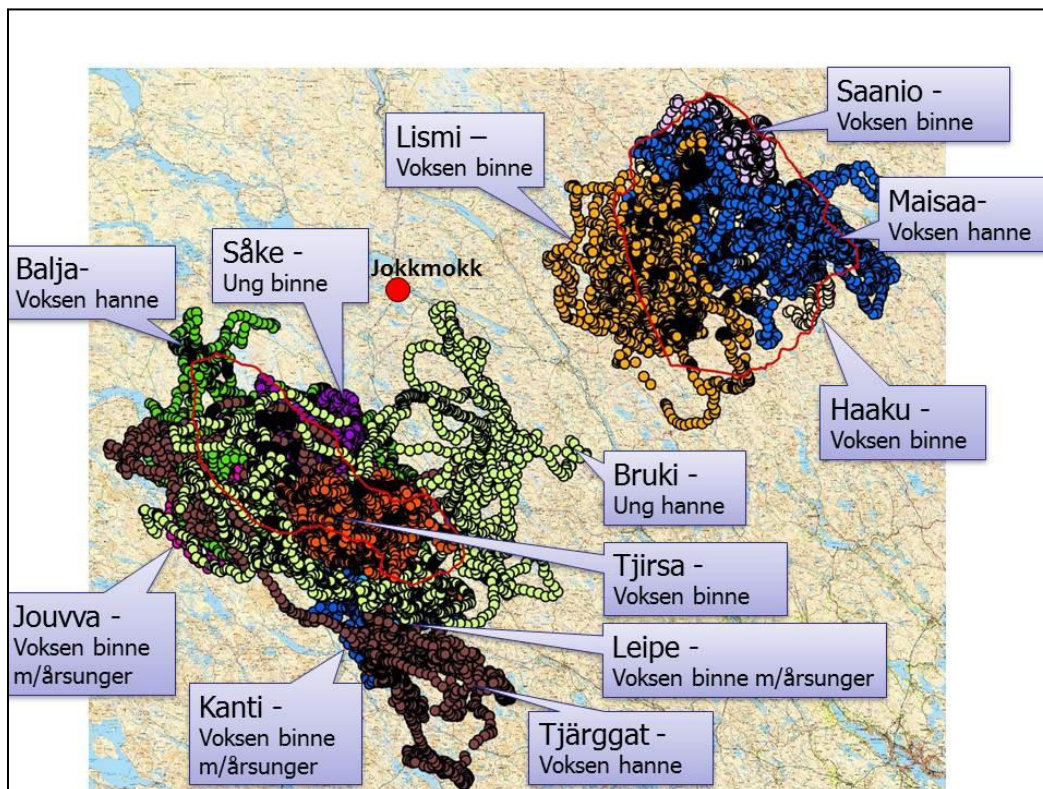 Saanio -
Voksen binne
Lismi –
Voksen binne
Maisaa-
Voksen hanne
Såke -
Ung binne
Jokkmokk
Balja-
Voksen hanne
Haaku -
Voksen binne
Bruki -
Ung hanne
Tjirsa -
Voksen binne
Jouvva -
Voksen binne
m/årsunger
Leipe -
Voksen binne m/årsunger
Kanti -
Voksen binne
m/årsunger
Tjärggat -
Voksen hanne